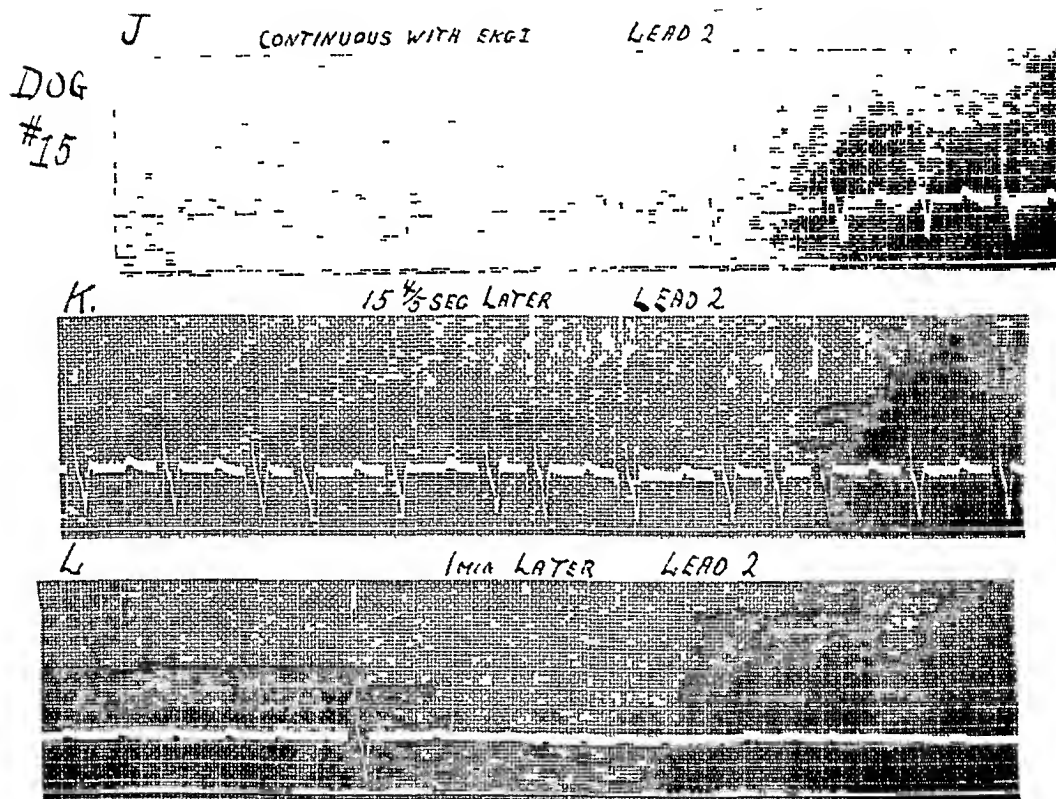 J CONTINUOUS WITH EKG I LEAD 2
DOG
#15
K. 15 4/5 SEC LATER LEAD 2
L 1 MIN LATER LEAD 2